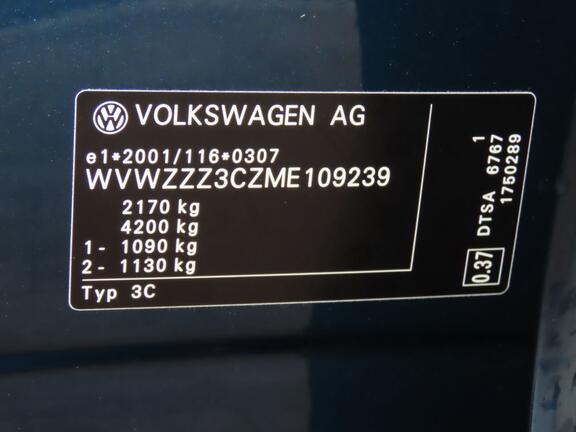 VOLKSWAGEN AG
e1*2001/116*0307
WVWZZZ3CZME109239
2170 kg
4200 kg
1- 1090 kg
2- 1130 kg
Typ 3C
0.37 DTSA 6767 1
1750289